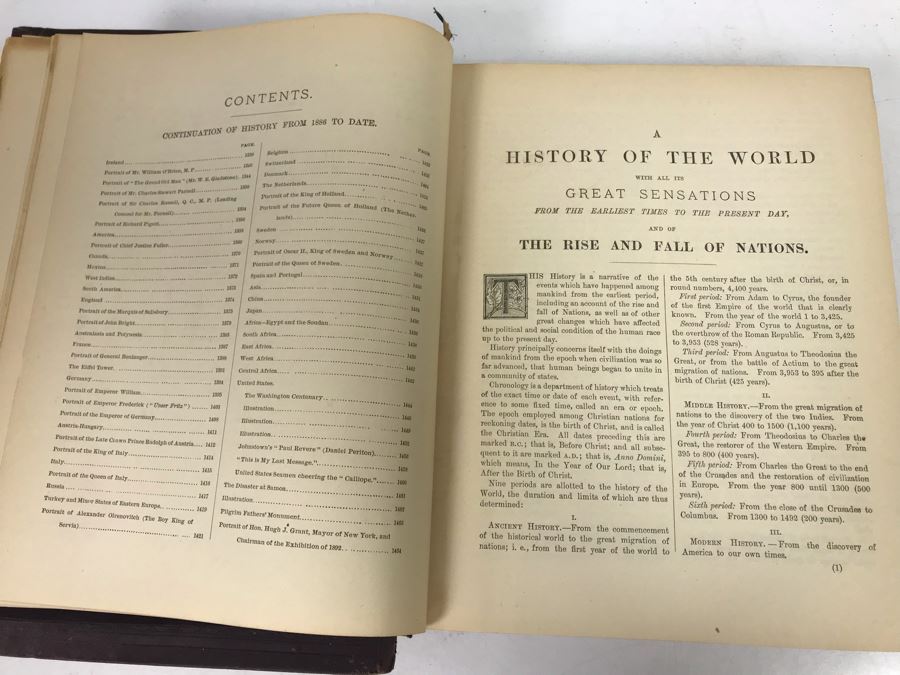 CONTENTS.
CONTINUATION OF HISTORY FROM 1886 TO DATE.
PAGE.
Ireland
Portrait of Mr. William O'Brien, M. P.
Portrait of "The Grand Old Man" (Mr. W. E. Gladstone)
Portrait of Mr. Charles Stewart Parnell
Portrait of Sir Charles Russell, Q. C., M. P. (Leading
Counsel for Mr. Parnell)
Portrait of Richard Pigott
America
Portrait of Chief Justice Fuller
Canada
Mexico
West Indies
South America
England
Portrait of the Marquis of Salisbury
Portrait of John Bright
Australasia and Polynesia
France
Portrait of General Boulanger
The Eiffel Tower
Germany
Portrait of Emperor William
Portrait of Emperor Frederick ("Unser Fritz")
Portrait of the Emperor of Germany
Austria-Hungary
Portrait of the Late Crown Prince Rudolph of Austria
Portrait of the King of Italy
Italy
Portrait of the Queen of Italy
Russia
Turkey and Minor States of Eastern Europe
Portrait of Alexander Obrenovitch (The Boy King of
Servia) 1421
PAGE.
Belgium
Switzerland
Denmark
The Netherlands
Portrait of the King of Holland
Portrait of the Future Queen of Holland (The Nether-
lands)
Sweden
Norway
Portrait of Oscar II., King of Sweden and Norway
Portrait of the Queen of Sweden
Spain and Portugal
Asia
China
Japan
Africa—Egypt and the Soudan
South Africa
East Africa
West Africa
Central Africa
United States.
The Washington Centenary
Illustration
Illustration
Illustration
Johnstown's "Paul Revere" (Daniel Periton)
"This is My Last Message."
United States Seamen cheering the "Calliope."
The Disaster at Samoa
Illustration
Pilgrim Fathers' Monument
Portrait of Hon. Hugh J. Grant, Mayor of New York, and
Chairman of the Exhibition of 1892
A
HISTORY OF THE WORLD
WITH ALL ITS
GREAT SENSATIONS
FROM THE EARLIEST TIMES TO THE PRESENT DAY,
AND OF
THE RISE AND FALL OF NATIONS.
THIS History is a narrative of the
events which have happened among
mankind from the earliest period,
including an account of the rise and
fall of Nations, as well as of other
great changes which have affected
the political and social condition of the human race
up to the present day.
History principally concerns itself with the doings
of mankind from the epoch when civilization was so
far advanced, that human beings began to unite in
a community of states.
Chronology is a department of history which treats
of the exact time or date of each event, with refer-
ence to some fixed time, called an era or epoch.
The epoch employed among Christian nations for
reckoning dates, is the birth of Christ, and is called
the Christian Era. All dates preceding this are
marked B.C.; that is, Before Christ; and all subse-
quent to it are marked A.D.; that is, Anno Domini,
which means, In the Year of Our Lord; that is,
After the Birth of Christ.
Nine periods are allotted to the history of the
World, the duration and limits of which are thus
determined:
I.
ANCIENT HISTORY.—From the commencement
of the historical world to the great migration of
nations; i. e., from the first year of the world to
the 5th century after the birth of Christ, or, in
round numbers, 4,400 years.
First period: From Adam to Cyrus, the founder
of the first Empire of the world that is clearly
known. From the year of the world 1 to 3,425.
Second period: From Cyrus to Augustus, or to
the overthrow of the Roman Republic. From 3,425
to 3,953 (528 years).
Third period: From Augustus to Theodosius the
Great, or from the battle of Actium to the great
migration of nations. From 3,953 to 395 after the
birth of Christ (425 years).
II.
MIDDLE HISTORY.—From the great migration of
nations to the discovery of the two Indies. From
the year of Christ 400 to 1500 (1,100 years).
Fourth period: From Theodosius to Charles the
Great, the restorer of the Western Empire. From
395 to 800 (400 years).
Fifth period: From Charles the Great to the end
of the Crusades and the restoration of civilization
in Europe. From the year 800 until 1300 (500
years).
Sixth period: From the close of the Crusades to
Columbus. From 1300 to 1492 (200 years).
III.
MODERN HISTORY.—From the discovery of
America to our own times.
(1)